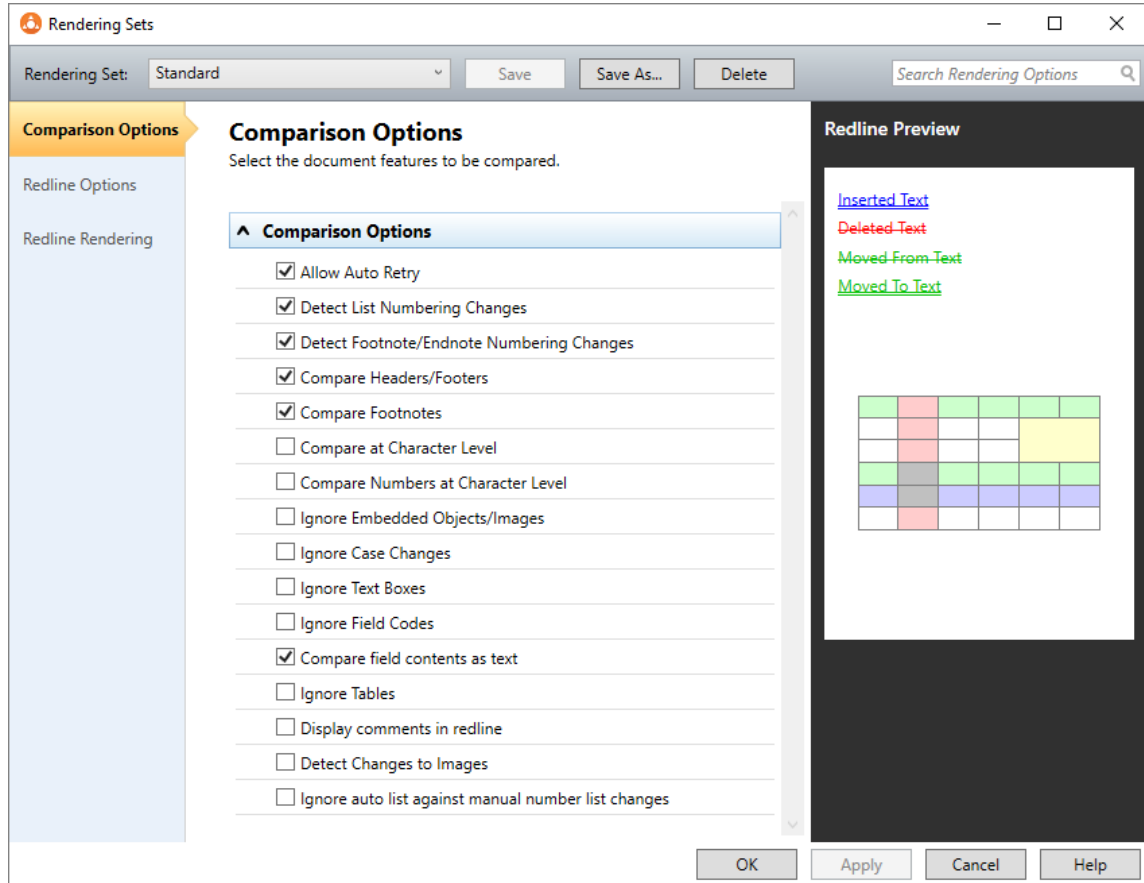 Rendering Sets
Rendering Set: Standard Save Save As... Delete Search Rendering Options
Comparison Options
Redline Options
Redline Rendering
Comparison Options
Select the document features to be compared.
Comparison Options
Allow Auto Retry
Detect List Numbering Changes
Detect Footnote/Endnote Numbering Changes
Compare Headers/Footers
Compare Footnotes
Compare at Character Level
Compare Numbers at Character Level
Ignore Embedded Objects/Images
Ignore Case Changes
Ignore Text Boxes
Ignore Field Codes
Compare field contents as text
Ignore Tables
Display comments in redline
Detect Changes to Images
Ignore auto list against manual number list changes
Redline Preview
Inserted Text
Deleted Text
Moved From Text
Moved To Text
OK Apply Cancel Help